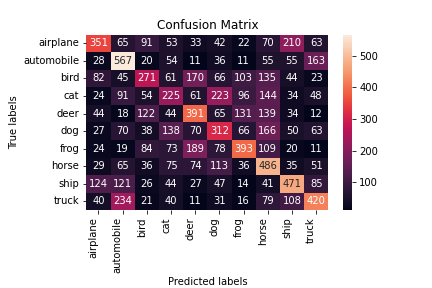 Confusion Matrix
True labels
airplane 351 65 91 53 33 42 22 70 210 63
automobile 28 567 20 54 11 36 11 55 55 163
bird 82 45 271 61 170 66 103 135 44 23
cat 24 91 54 225 61 223 96 144 34 48
deer 44 18 122 44 391 65 131 139 34 12
dog 27 70 38 138 70 312 66 166 50 63
frog 24 19 84 73 189 78 393 109 20 11
horse 29 65 36 75 74 113 36 486 35 51
ship 124 121 26 44 27 47 14 41 471 85
truck 40 234 21 40 11 31 16 79 108 420
airplane automobile bird cat deer dog frog horse ship truck
Predicted labels
500
400
300
200
100